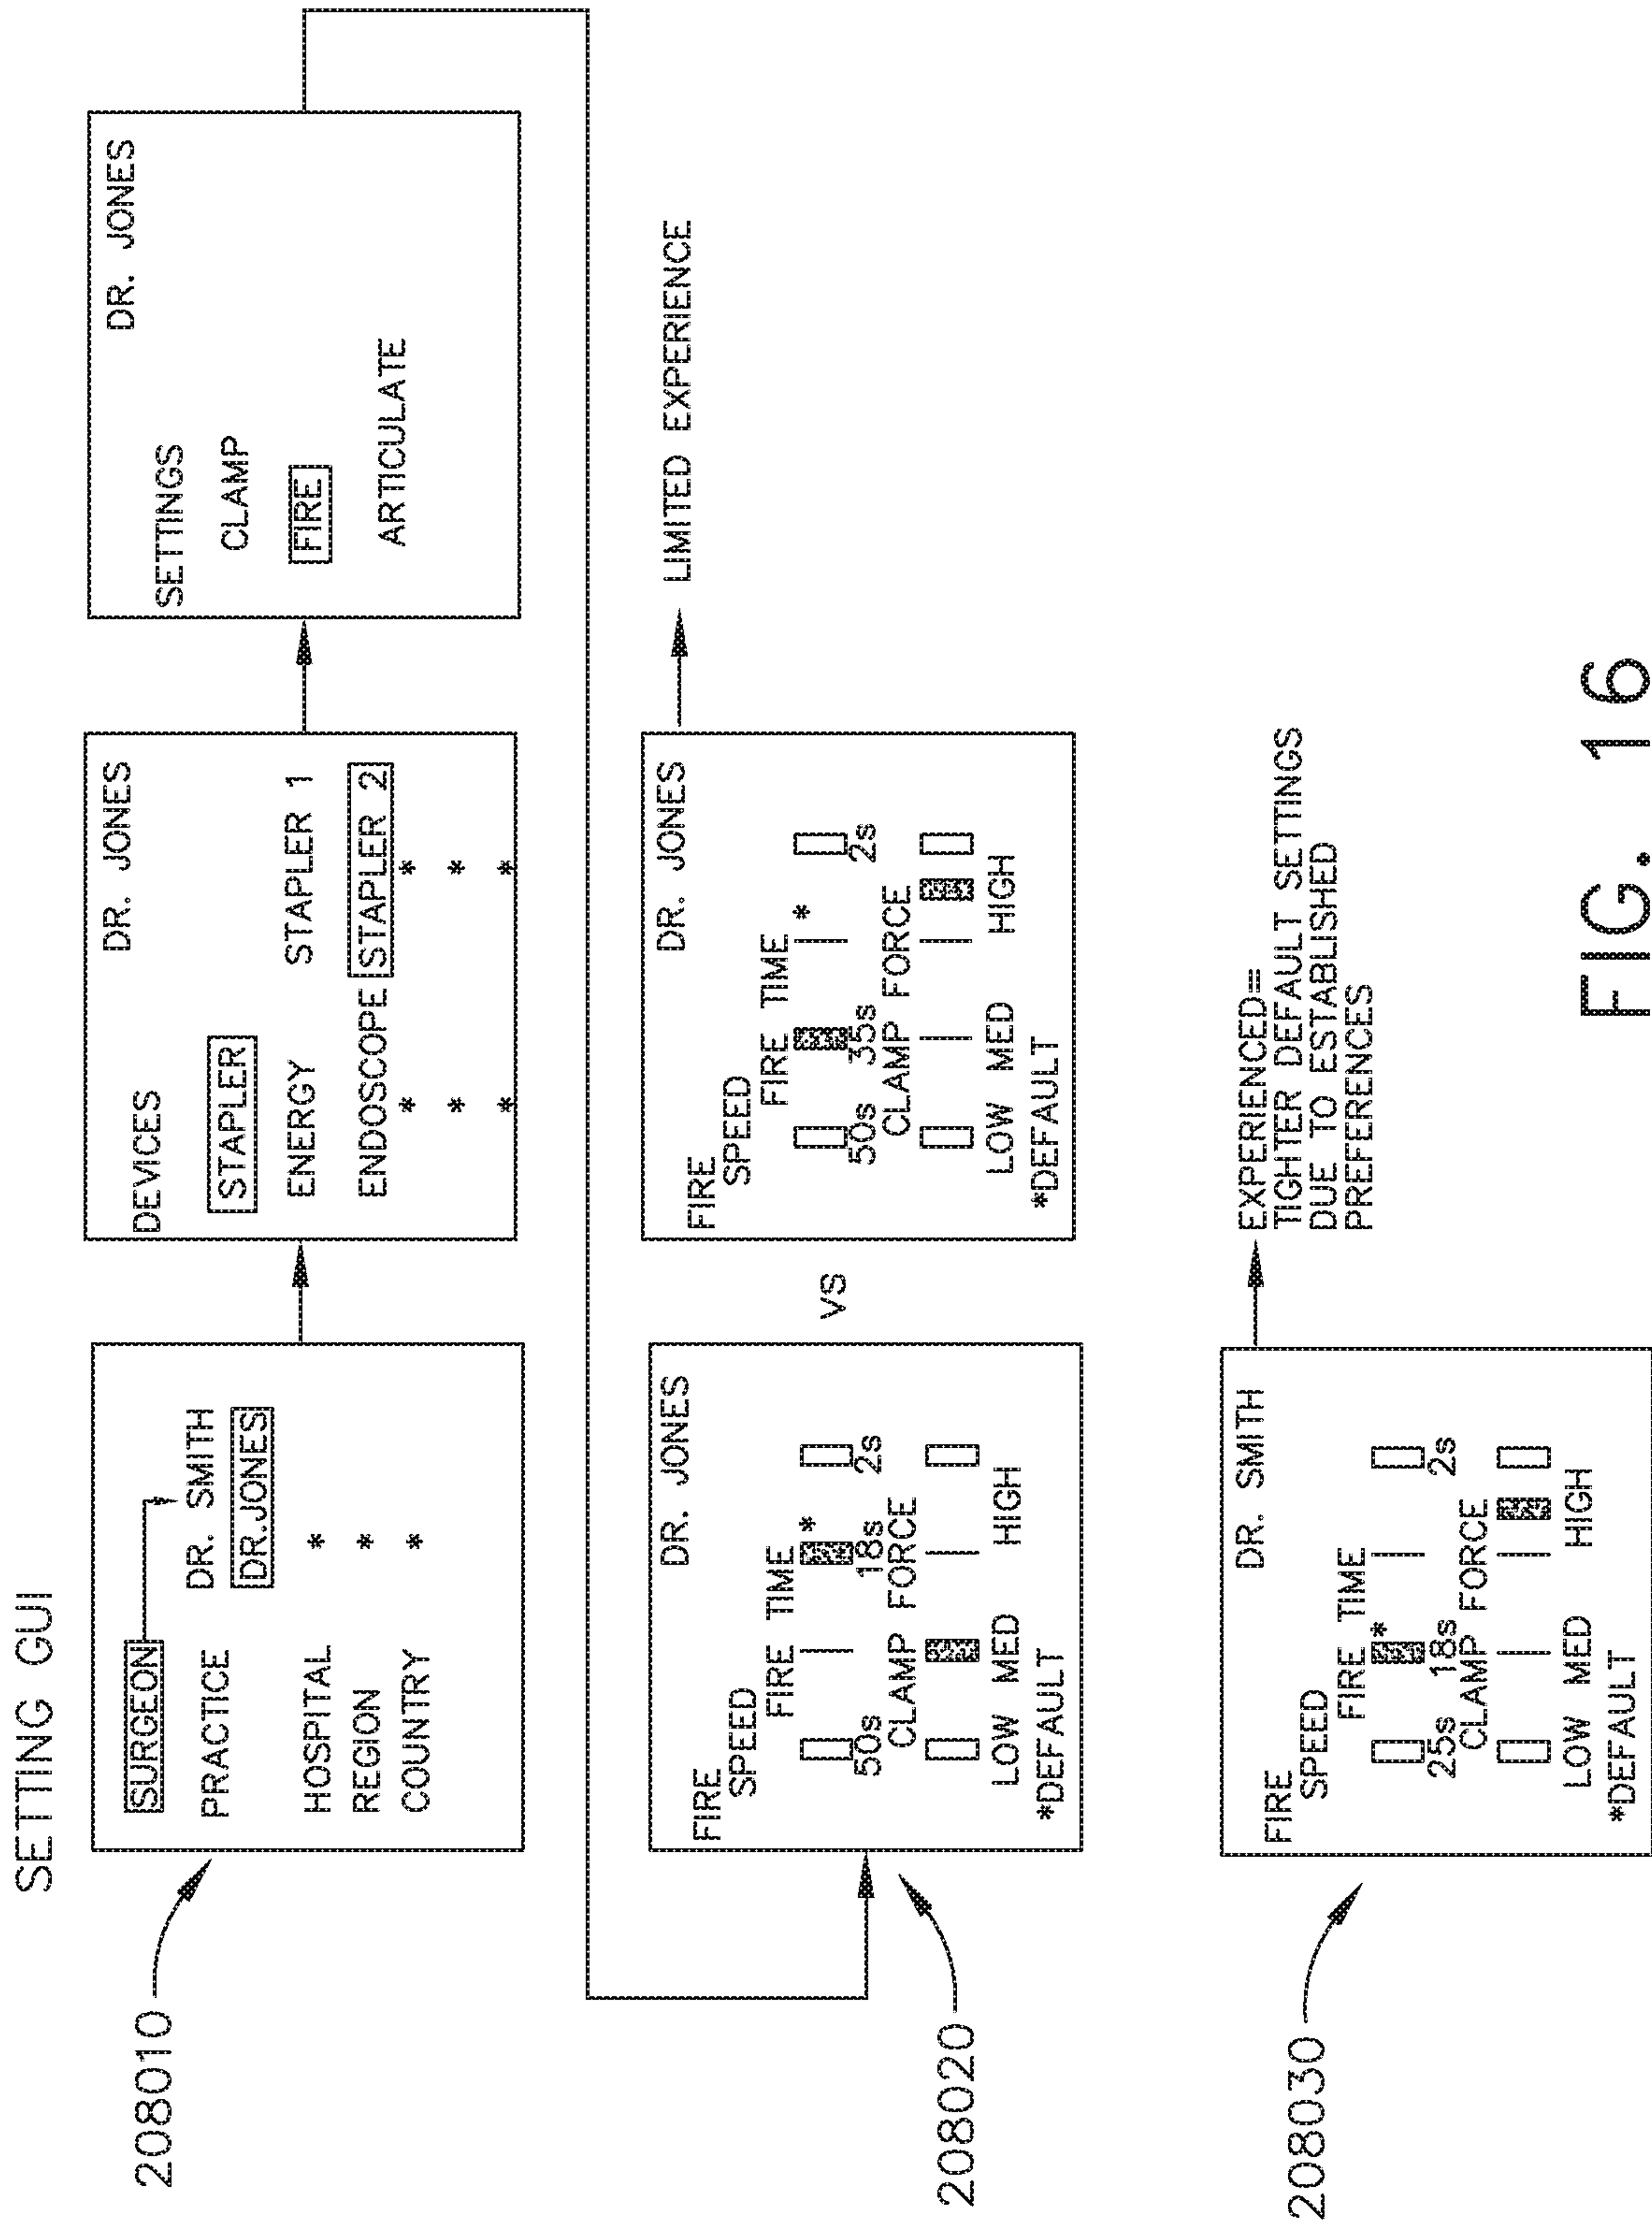 SETTING GUI
208010
SURGEON
DR. SMITH
PRACTICE
DR.JONES
HOSPITAL *
REGION *
COUNTRY *
DEVICES DR. JONES
STAPLER
ENERGY STAPLER 1
ENDOSCOPE STAPLER 2
* *
* *
* *
DR. JONES
SETTINGS
CLAMP
FIRE
ARTICULATE
208020
DR. JONES
FIRE
SPEED
FIRE TIME
*
50s 18s 2s
CLAMP FORCE
LOW MED HIGH
*DEFAULT
VS
DR. JONES
FIRE
SPEED
FIRE TIME
*
50s 35s 2s
CLAMP FORCE
LOW MED HIGH
*DEFAULT
LIMITED EXPERIENCE
208030
DR. SMITH
FIRE
SPEED
FIRE TIME
*
25s 18s 2s
CLAMP FORCE
LOW MED HIGH
*DEFAULT
EXPERIENCED=
TIGHTER DEFAULT SETTINGS
DUE TO ESTABLISHED
PREFERENCES
FIG. 16